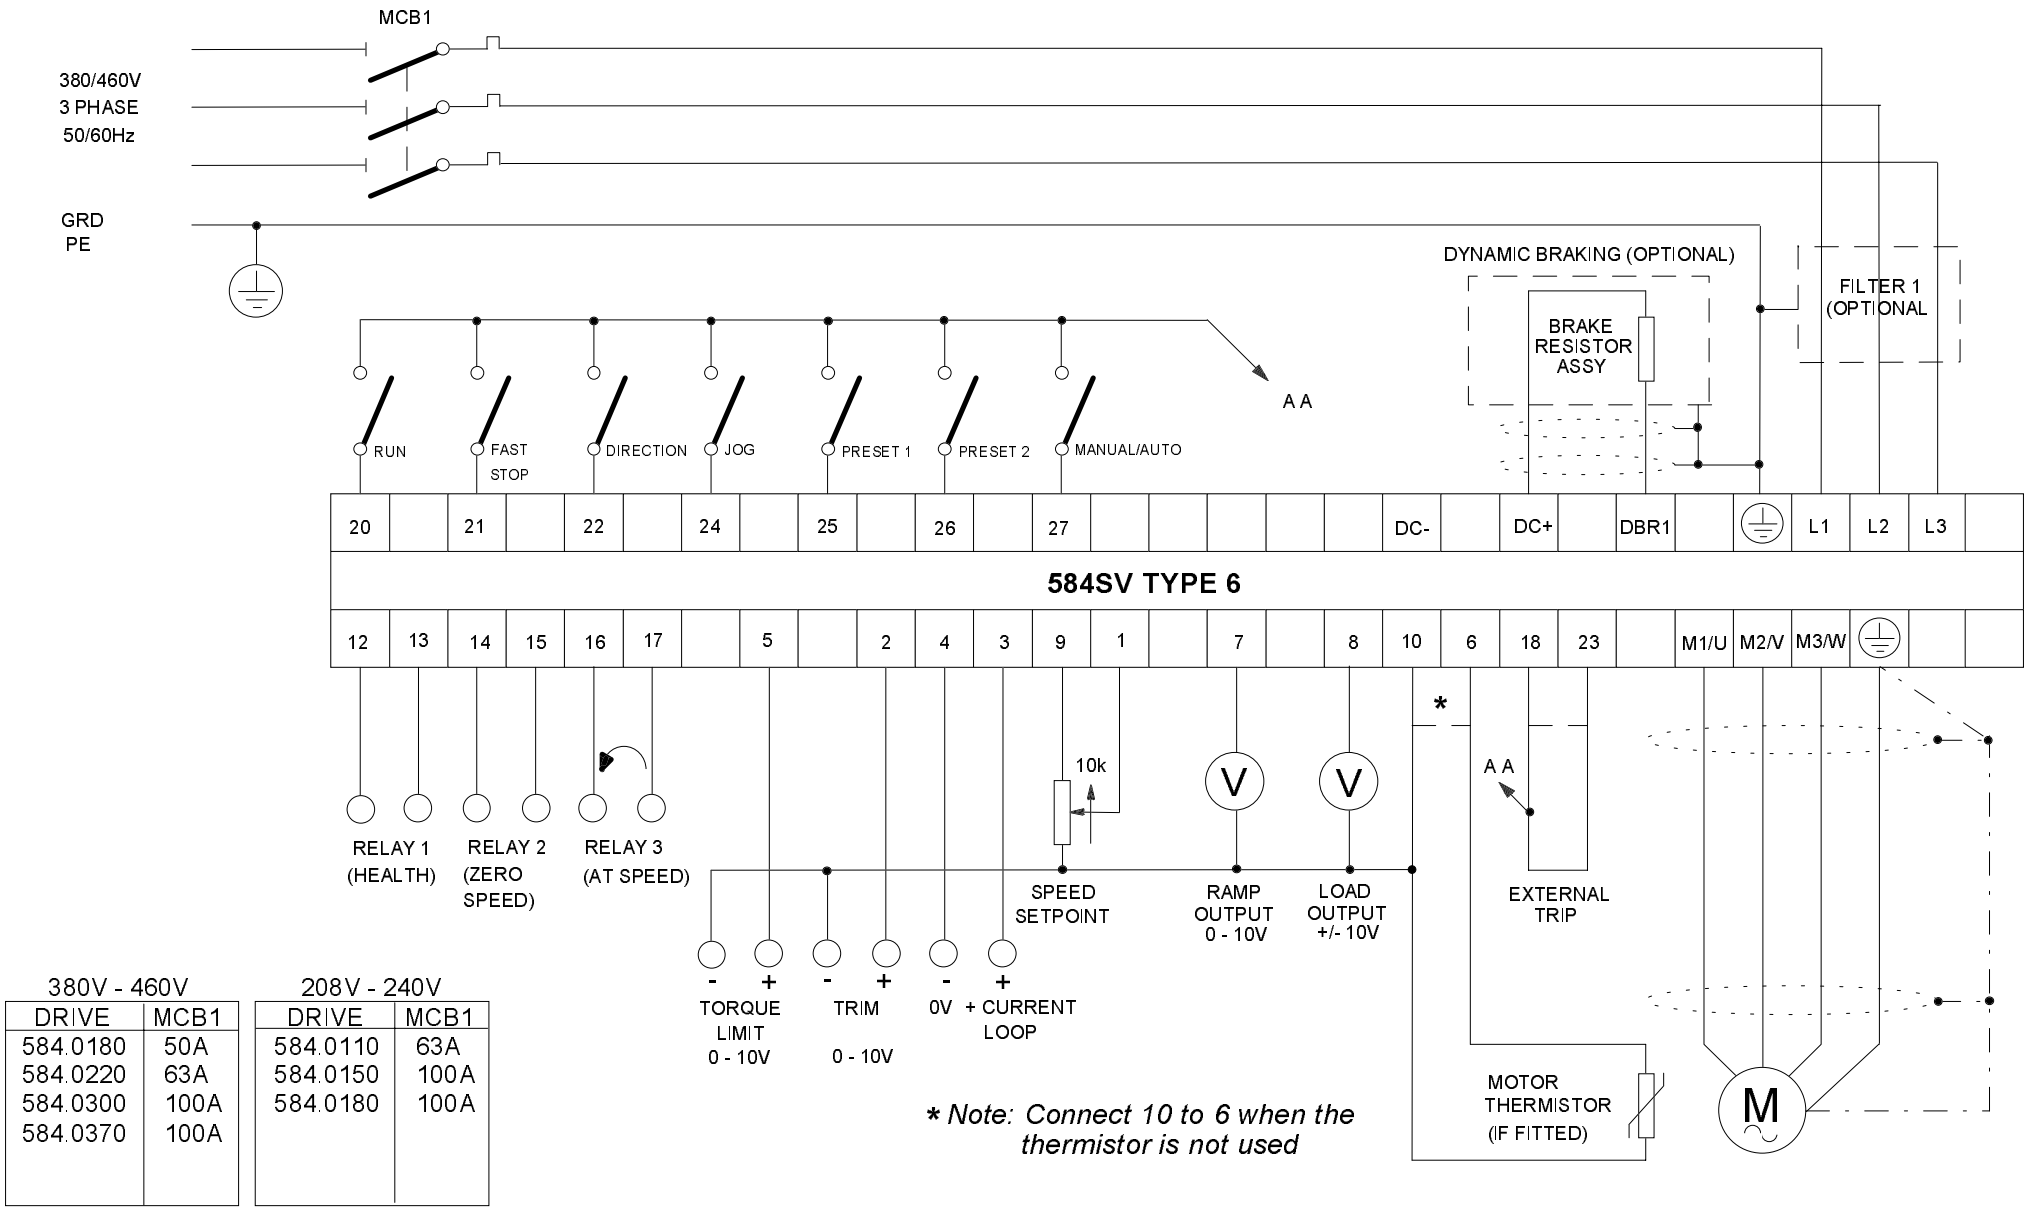 MCB1
380/460V
3 PHASE
50/60Hz
GRD
PE
DYNAMIC BRAKING (OPTIONAL)
BRAKE
RESISTOR
ASSY
FILTER 1
(OPTIONAL
A A
RUN
FAST
STOP
DIRECTION
JOG
PRESET 1
PRESET 2
MANUAL/AUTO
20 21 22 24 25 26 27 DC- DC+ DBR1 L1 L2 L3
584SV TYPE 6
12 13 14 15 16 17 5 2 4 3 9 1 7 8 10 6 18 23 M1/U M2/V M3/W
*
10k
V
V
A A
RELAY 1
(HEALTH)
RELAY 2
(ZERO
SPEED)
RELAY 3
(AT SPEED)
SPEED
SETPOINT
RAMP
OUTPUT
0 - 10V
LOAD
OUTPUT
+/- 10V
EXTERNAL
TRIP
- + - + - +
TORQUE
LIMIT
0 - 10V
TRIM
0 - 10V
0V
+ CURRENT
LOOP
MOTOR
THERMISTOR
(IF FITTED)
M
* Note: Connect 10 to 6 when the
thermistor is not used
380V - 460V
DRIVE MCB1
584.0180 50A
584.0220 63A
584.0300 100A
584.0370 100A
208V - 240V
DRIVE MCB1
584.0110 63A
584.0150 100A
584.0180 100A